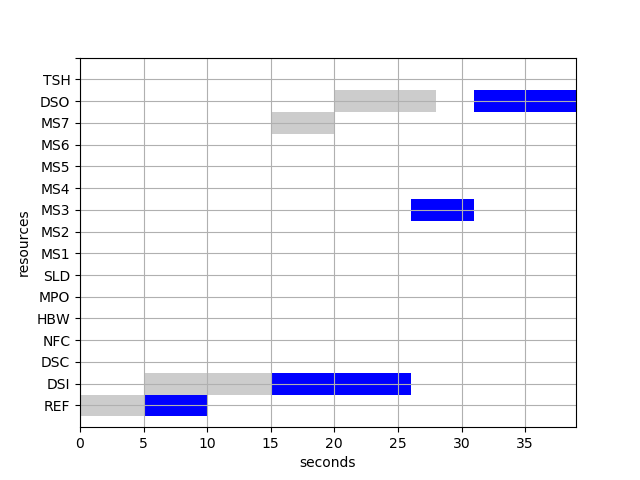 TSH
DSO
MS7
MS6
MS5
MS4
MS3
MS2
MS1
SLD
MPO
HBW
NFC
DSC
DSI
REF
resources
0 5 10 15 20 25 30 35
seconds